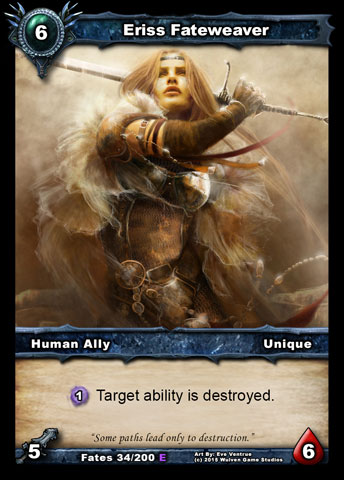 6
Eriss Fateweaver
Human Ally Unique
1 Target ability is destroyed.
"Some paths lead only to destruction."
5
Fates 34/200 E
Art By: Eve Ventrue
(c) 2015 Wulven Game Studios
6